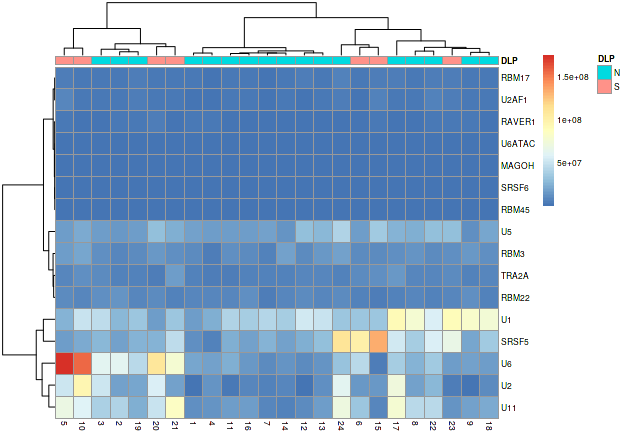 DLP
RBM17
U2AF1
RAVER1
U6ATAC
MAGOH
SRSF6
RBM45
U5
RBM3
TRA2A
RBM22
U1
SRSF5
U6
U2
U11
5 10 3 2 19 20 21 1 4 11 16 7 14 12 13 24 6 15 17 8 22 23 9 18
1.5e+08
1e+08
5e+07
DLP
N
S